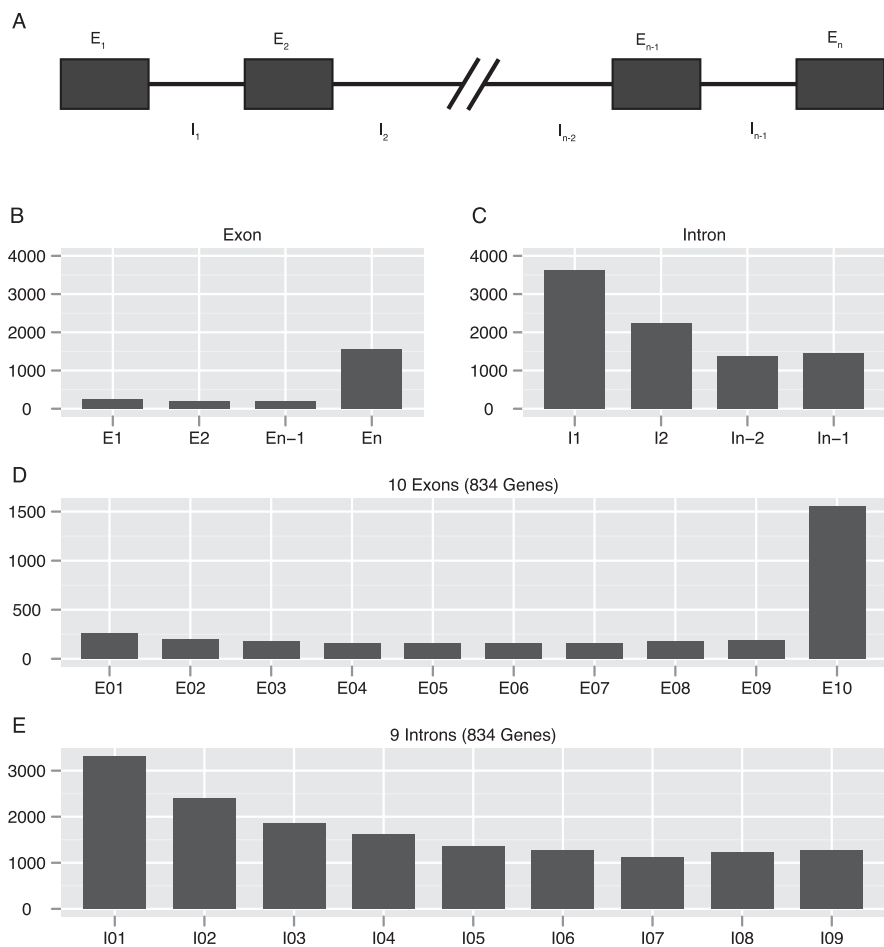 A
E1 E2 En-1 En
I1 I2 In-2 In-1
B
Exon
4000
3000
2000
1000
0
E1 E2 En−1 En
C
Intron
4000
3000
2000
1000
0
I1 I2 In−2 In−1
D
10 Exons (834 Genes)
1500
1000
500
0
E01 E02 E03 E04 E05 E06 E07 E08 E09 E10
E
9 Introns (834 Genes)
3000
2000
1000
0
I01 I02 I03 I04 I05 I06 I07 I08 I09